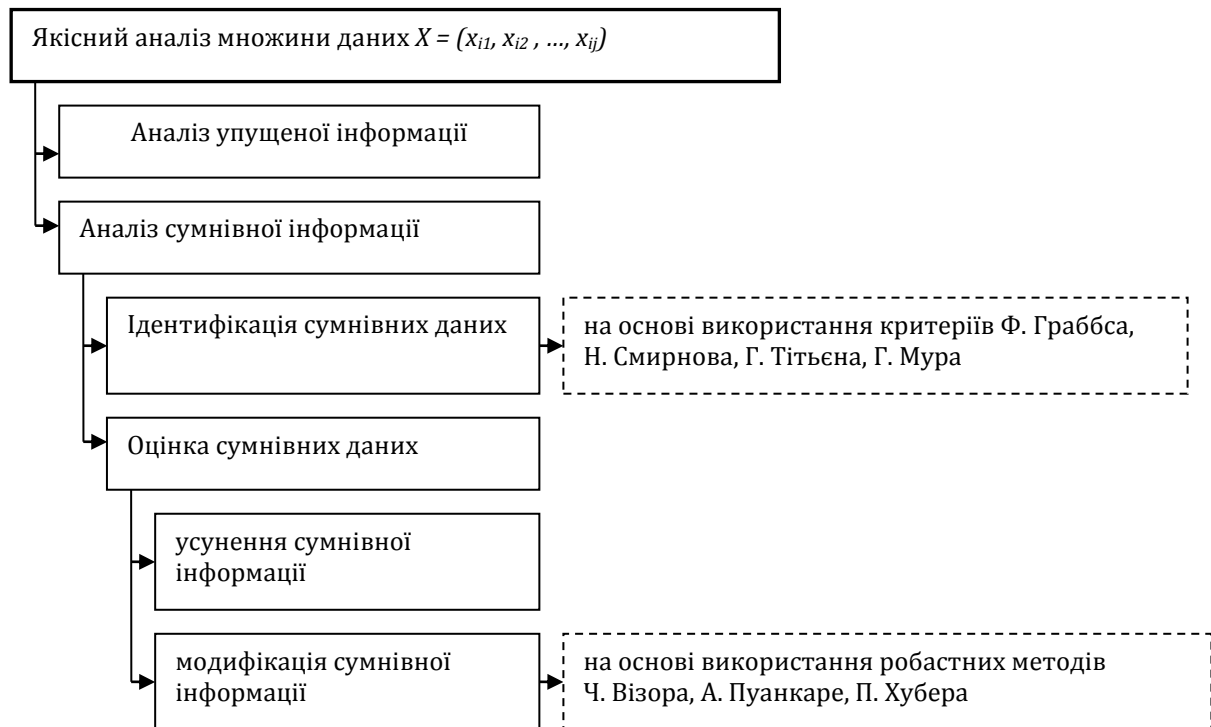 Якісний аналіз множини даних X = (xi1, xi2 , ..., xij)
Аналіз упущеної інформації
Аналіз сумнівної інформації
Ідентифікація сумнівних даних
на основі використання критеріїв Ф. Граббса,
Н. Смирнова, Г. Тітьєна, Г. Мура
Оцінка сумнівних даних
усунення сумнівної
інформації
модифікація сумнівної
інформації
на основі використання робастних методів
Ч. Візора, А. Пуанкаре, П. Хубера